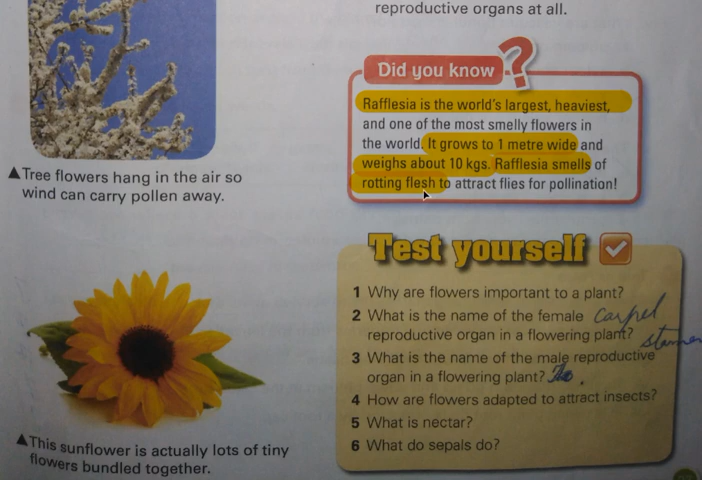 reproductive organs at all.
Did you know ?
Rafflesia is the world's largest, heaviest,
and one of the most smelly flowers in
the world. It grows to 1 metre wide and
weighs about 10 kgs. Rafflesia smells of
rotting flesh to attract flies for pollination!
▲Tree flowers hang in the air so
wind can carry pollen away.
▲This sunflower is actually lots of tiny
flowers bundled together.
Test yourself
1 Why are flowers important to a plant?
2 What is the name of the female carpel
reproductive organ in a flowering plant?
stamen
3 What is the name of the male reproductive
organ in a flowering plant?
4 How are flowers adapted to attract insects?
5 What is nectar?
6 What do sepals do?